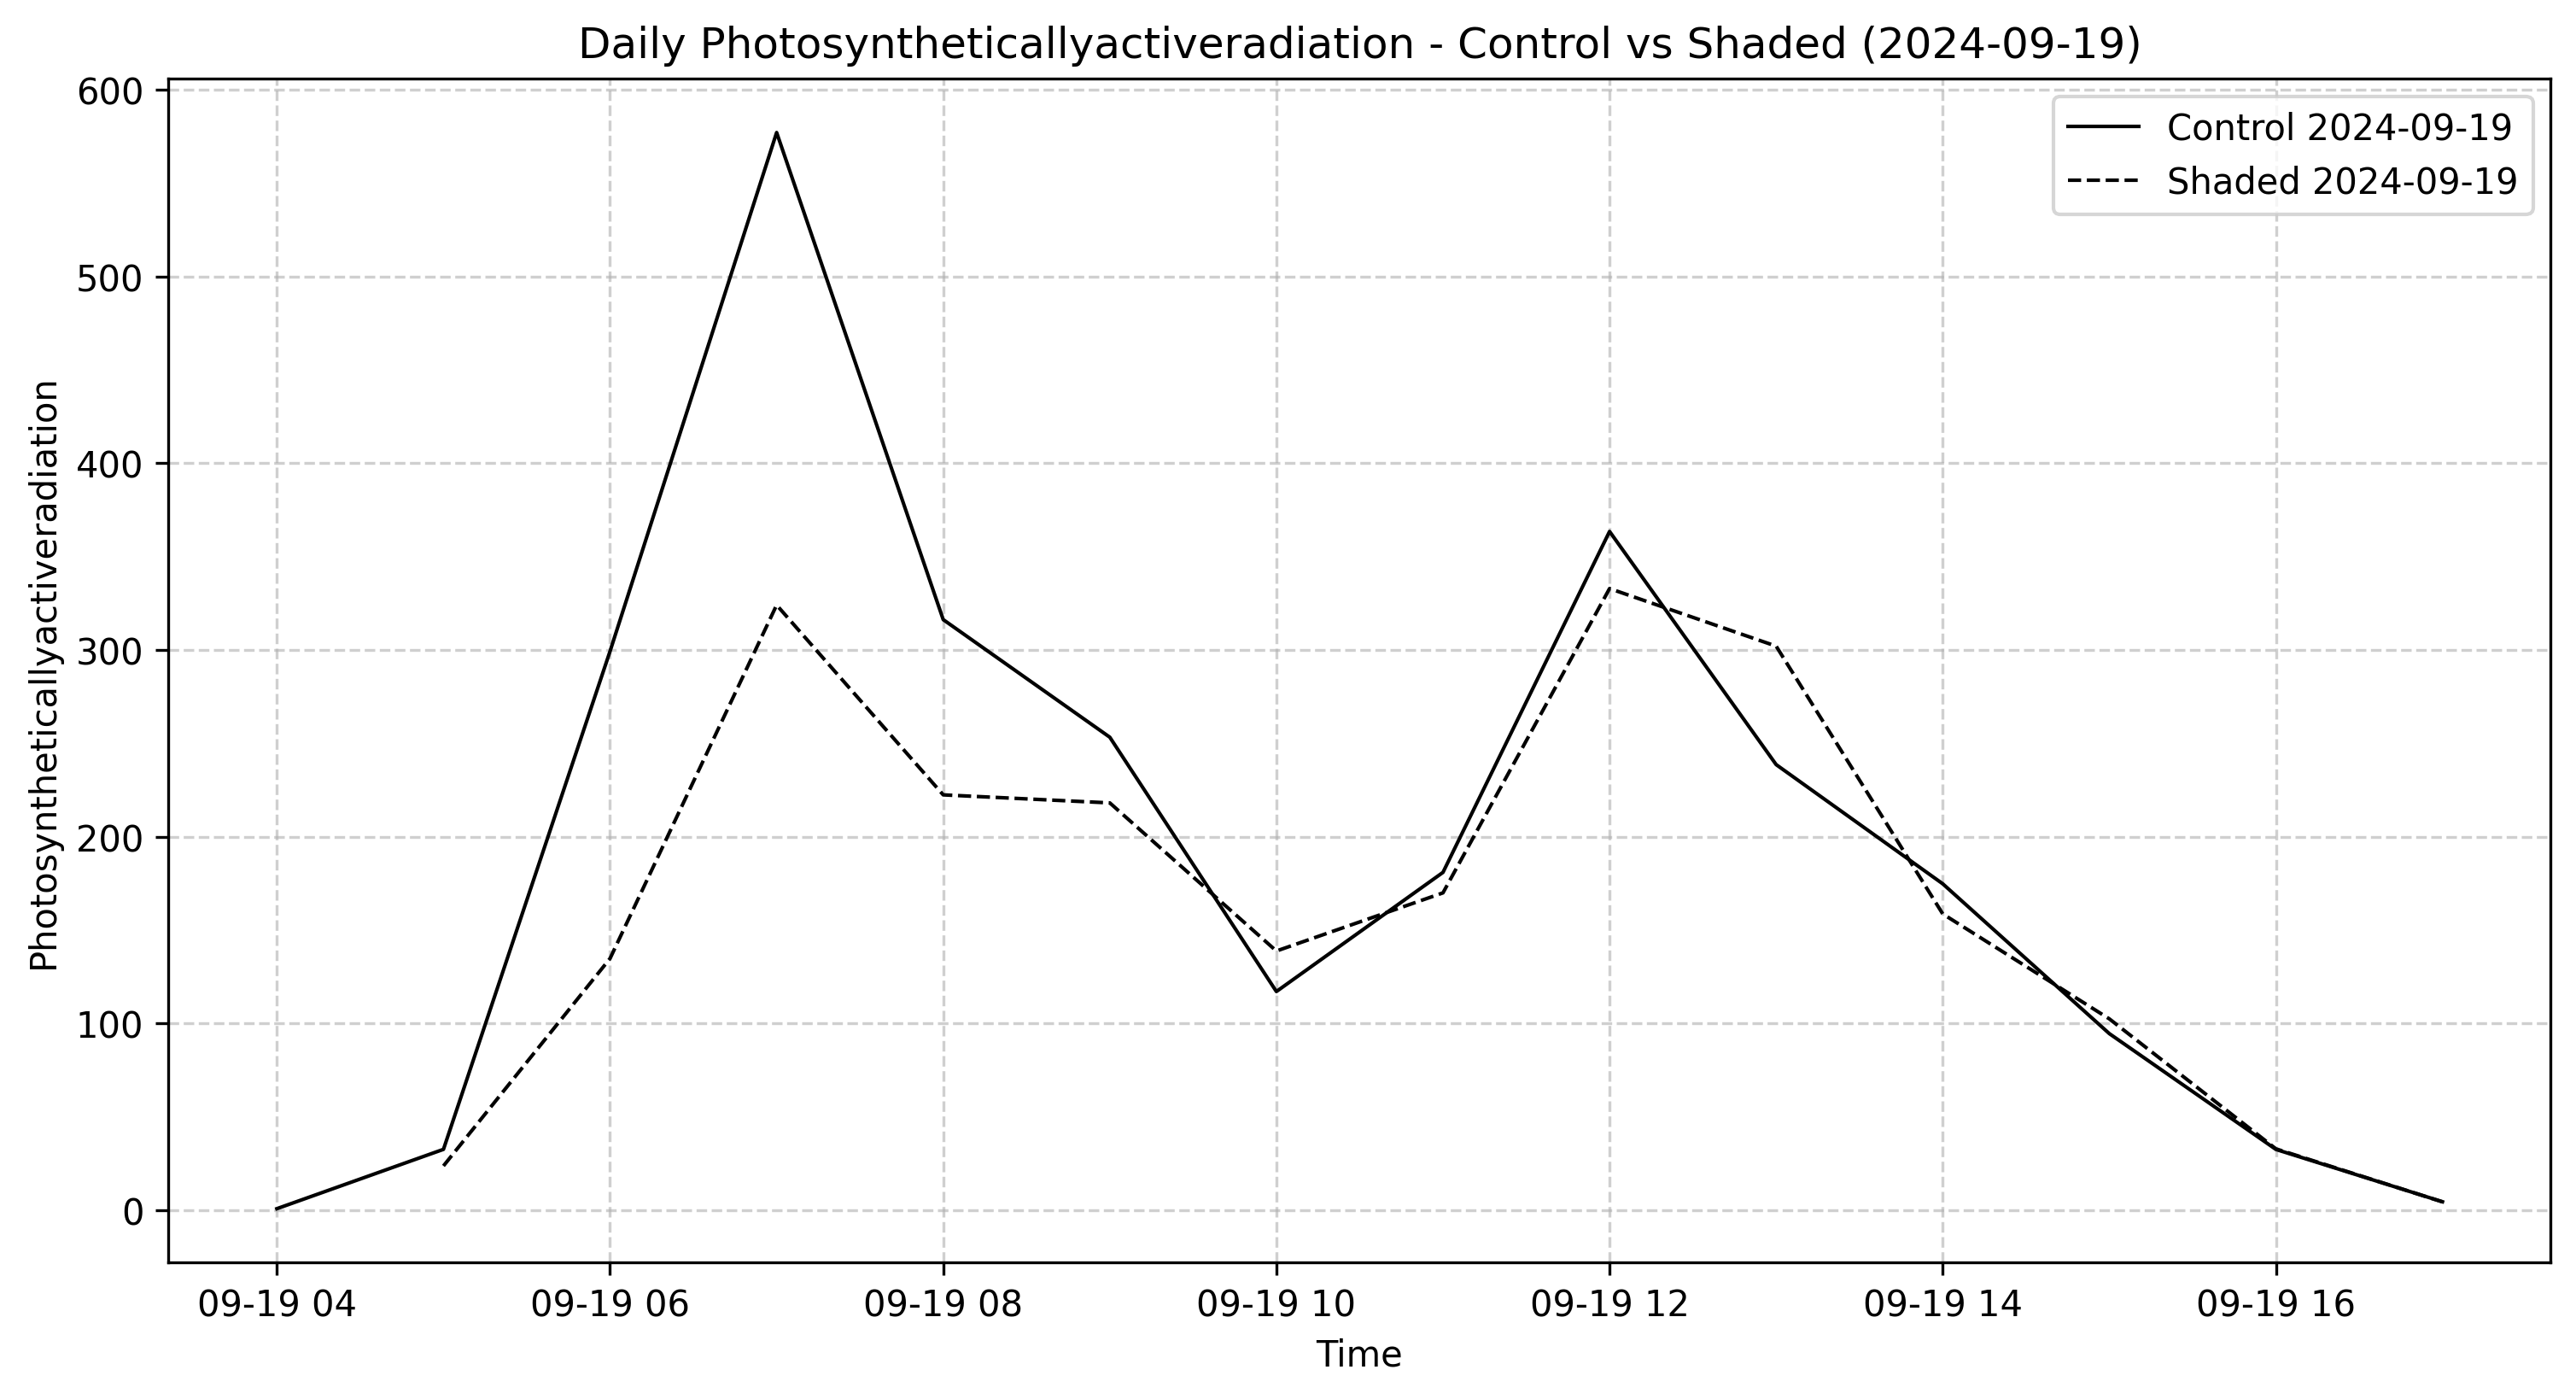 Daily Photosyntheticallyactiveradiation - Control vs Shaded (2024-09-19)
Control 2024-09-19
Shaded 2024-09-19
Photosyntheticallyactiveradiation
600
500
400
300
200
100
0
09-19 04 09-19 06 09-19 08 09-19 10 09-19 12 09-19 14 09-19 16
Time